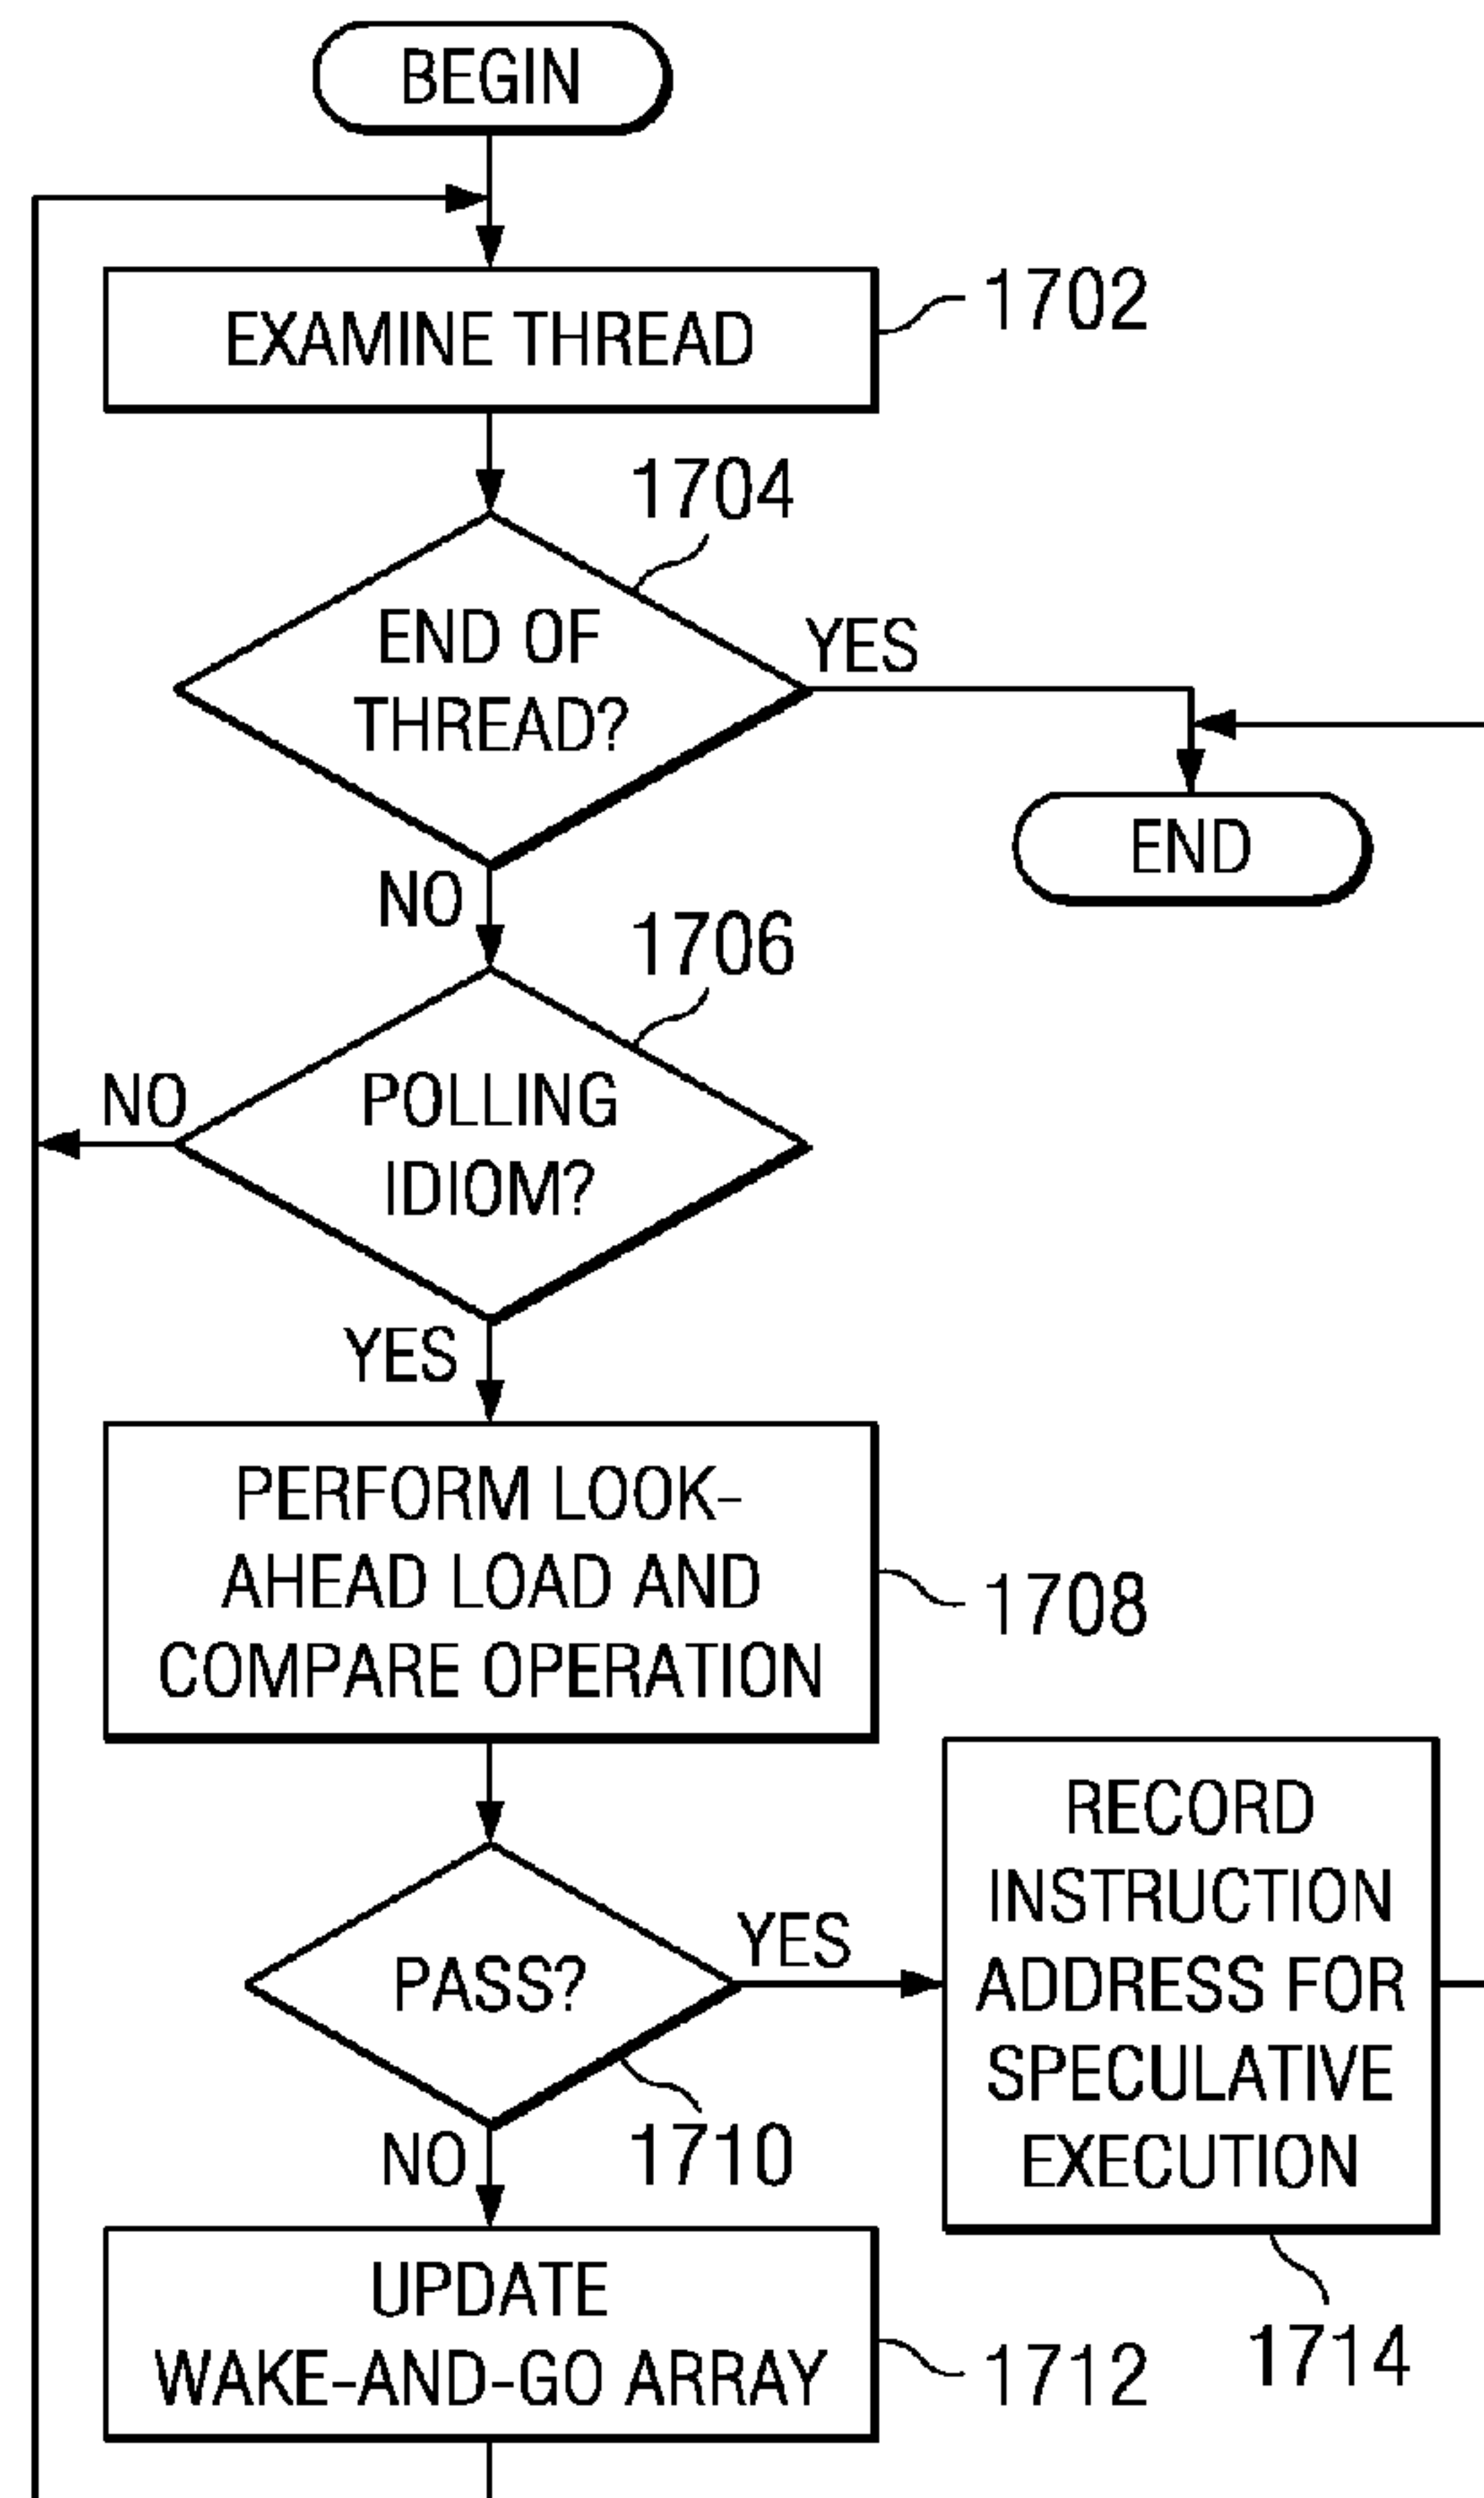 BEGIN
EXAMINE THREAD
1702
1704
END OF
THREAD?
YES
END
NO
1706
POLLING
IDIOM?
NO
YES
PERFORM LOOK-
AHEAD LOAD AND
COMPARE OPERATION
1708
PASS?
YES
1710
NO
RECORD
INSTRUCTION
ADDRESS FOR
SPECULATIVE
EXECUTION
1714
UPDATE
WAKE-AND-GO ARRAY
1712